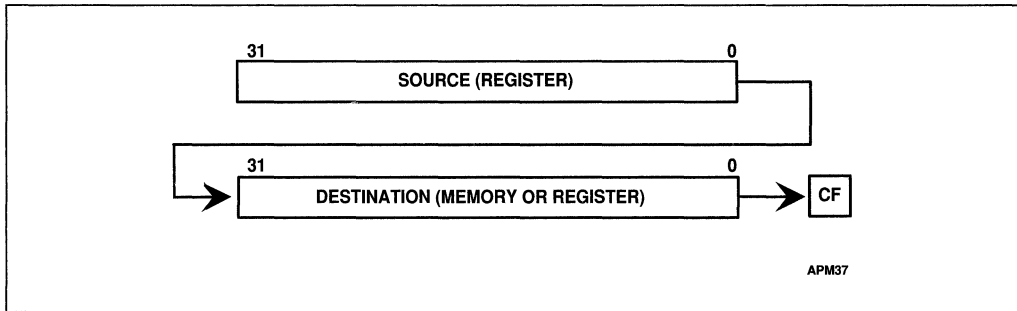 31 0
SOURCE (REGISTER)
31 0
DESTINATION (MEMORY OR REGISTER)
CF
APM37